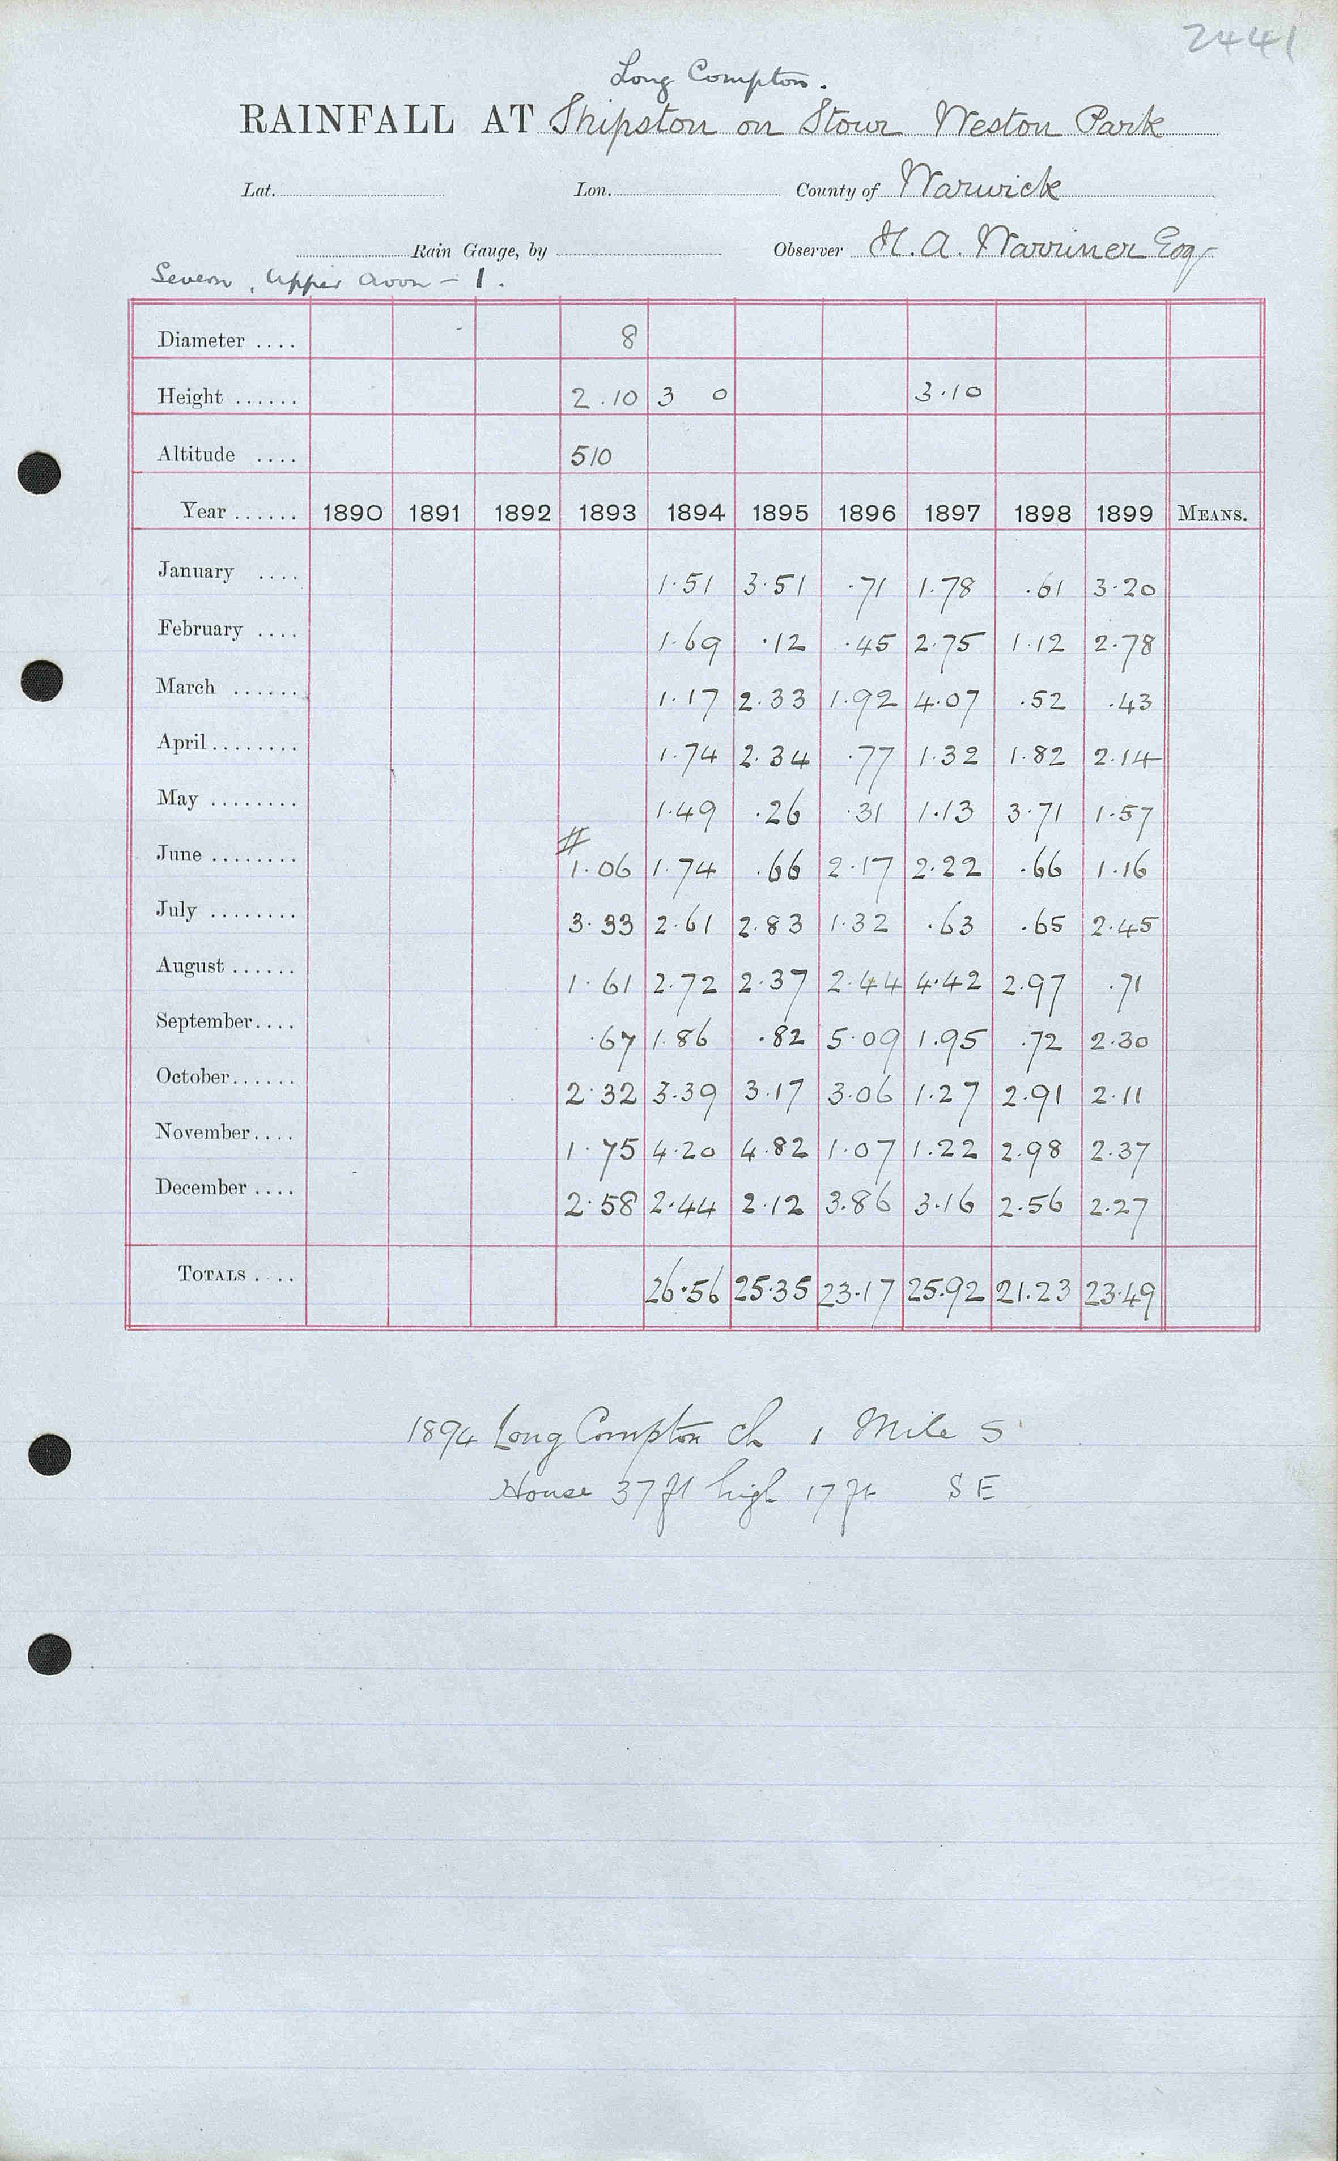 2441
Long Compton.
RAINFALL AT Shipston on Stour Weston Park
Lat. Lon. County of Warwick
Rain Gauge, by Observer H. A. Warriner Esq
Severn, Upper Avon - 1.
Diameter .... 8
Height ...... 2.10 3 0 3.10
Altitude .... 510
Year ...... 1890 1891 1892 1893 1894 1895 1896 1897 1898 1899 MEANS.
January .... 1.51 3.51 .71 1.78 .61 3.20
February .... 1.69 .12 .45 2.75 1.12 2.78
March ...... 1.17 2.33 1.92 4.07 .52 .43
April ........ 1.74 2.34 .77 1.32 1.82 2.14
May ........ 1.49 .26 .31 1.13 3.71 1.57
#
June ........ 1.06 1.74 .66 2.17 2.22 .66 1.16
July ........ 3.33 2.61 2.83 1.32 .63 .65 2.45
August ...... 1.61 2.72 2.37 2.44 4.42 2.97 .71
September .... .67 1.86 .82 5.09 1.95 .72 2.30
October ...... 2.32 3.39 3.17 3.06 1.27 2.91 2.11
November .... 1.75 4.20 4.82 1.07 1.22 2.98 2.37
December .... 2.58 2.44 2.12 3.86 3.16 2.56 2.27
TOTALS .... 26.56 25.35 23.17 25.92 21.23 23.49
1894 Long Compton ch 1 Mile S
House 37 ft high 17 ft SE